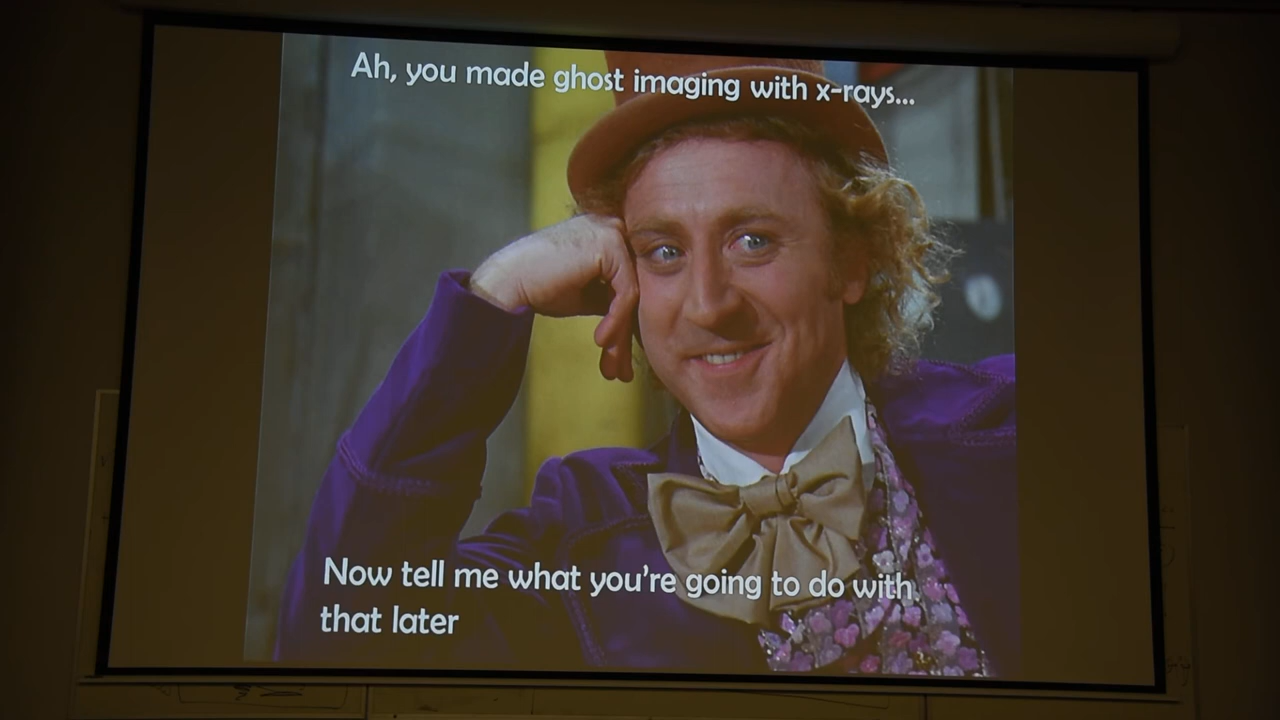 Ah, you made ghost imaging with x-rays...
Now tell me what you're going to do with
that later